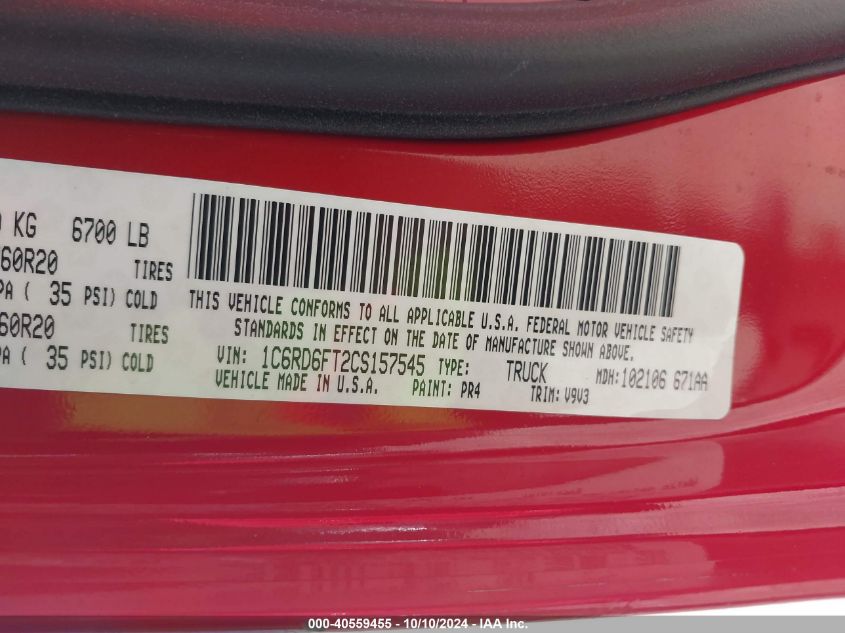 KG 6700 LB
60R20 TIRES
PA ( 35 PSI) COLD
60R20 TIRES
PA ( 35 PSI) COLD
THIS VEHICLE CONFORMS TO ALL APPLICABLE U.S.A. FEDERAL MOTOR VEHICLE SAFETY
STANDARDS IN EFFECT ON THE DATE OF MANUFACTURE SHOWN ABOVE.
VIN: 1C6RD6FT2CS157545 TYPE: TRUCK MDH:102106 671AA
VEHICLE MADE IN U.S.A. PAINT: PR4 TRIM: V9V3
000-40559455 - 10/10/2024 - IAA Inc.